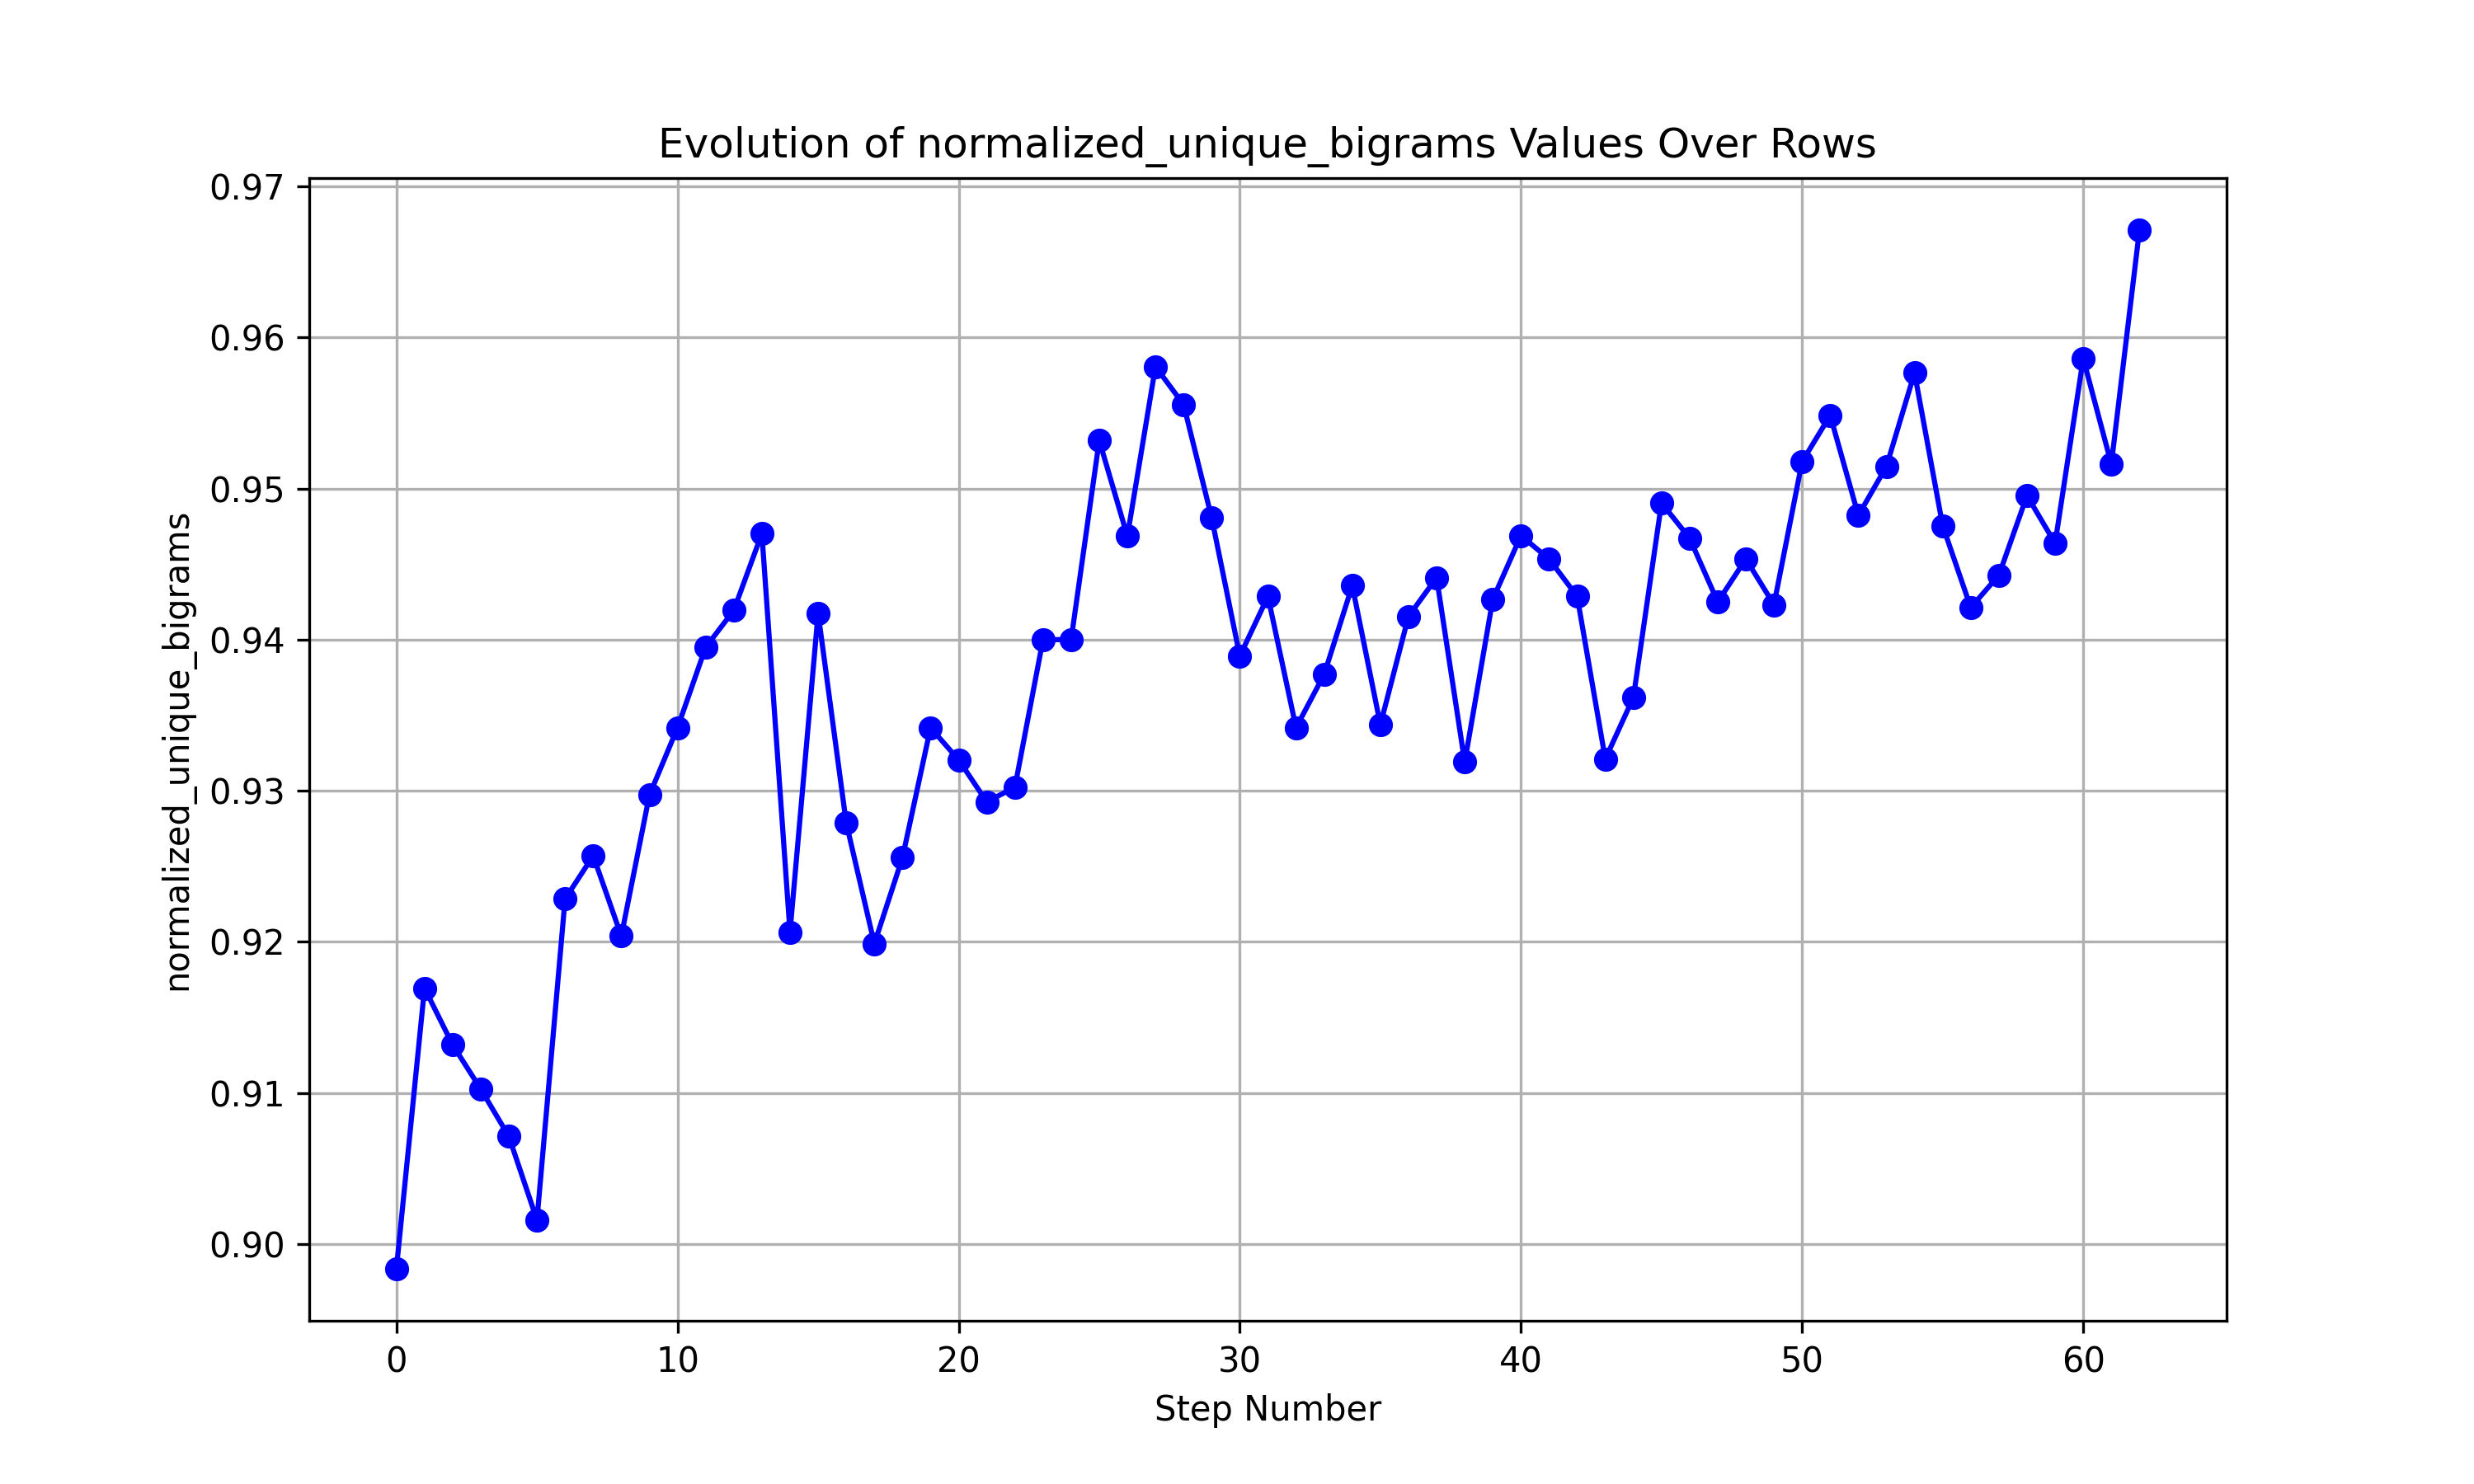 Evolution of normalized_unique_bigrams Values Over Rows
normalized_unique_bigrams
0.97
0.96
0.95
0.94
0.93
0.92
0.91
0.90
0 10 20 30 40 50 60
Step Number